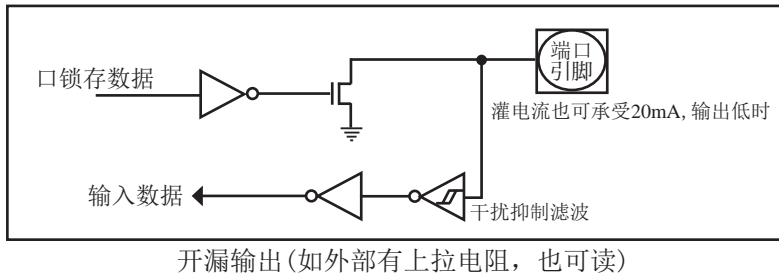 口锁存数据
端口
引脚
灌电流也可承受20mA, 输出低时
输入数据
干扰抑制滤波
开漏输出(如外部有上拉电阻，也可读)